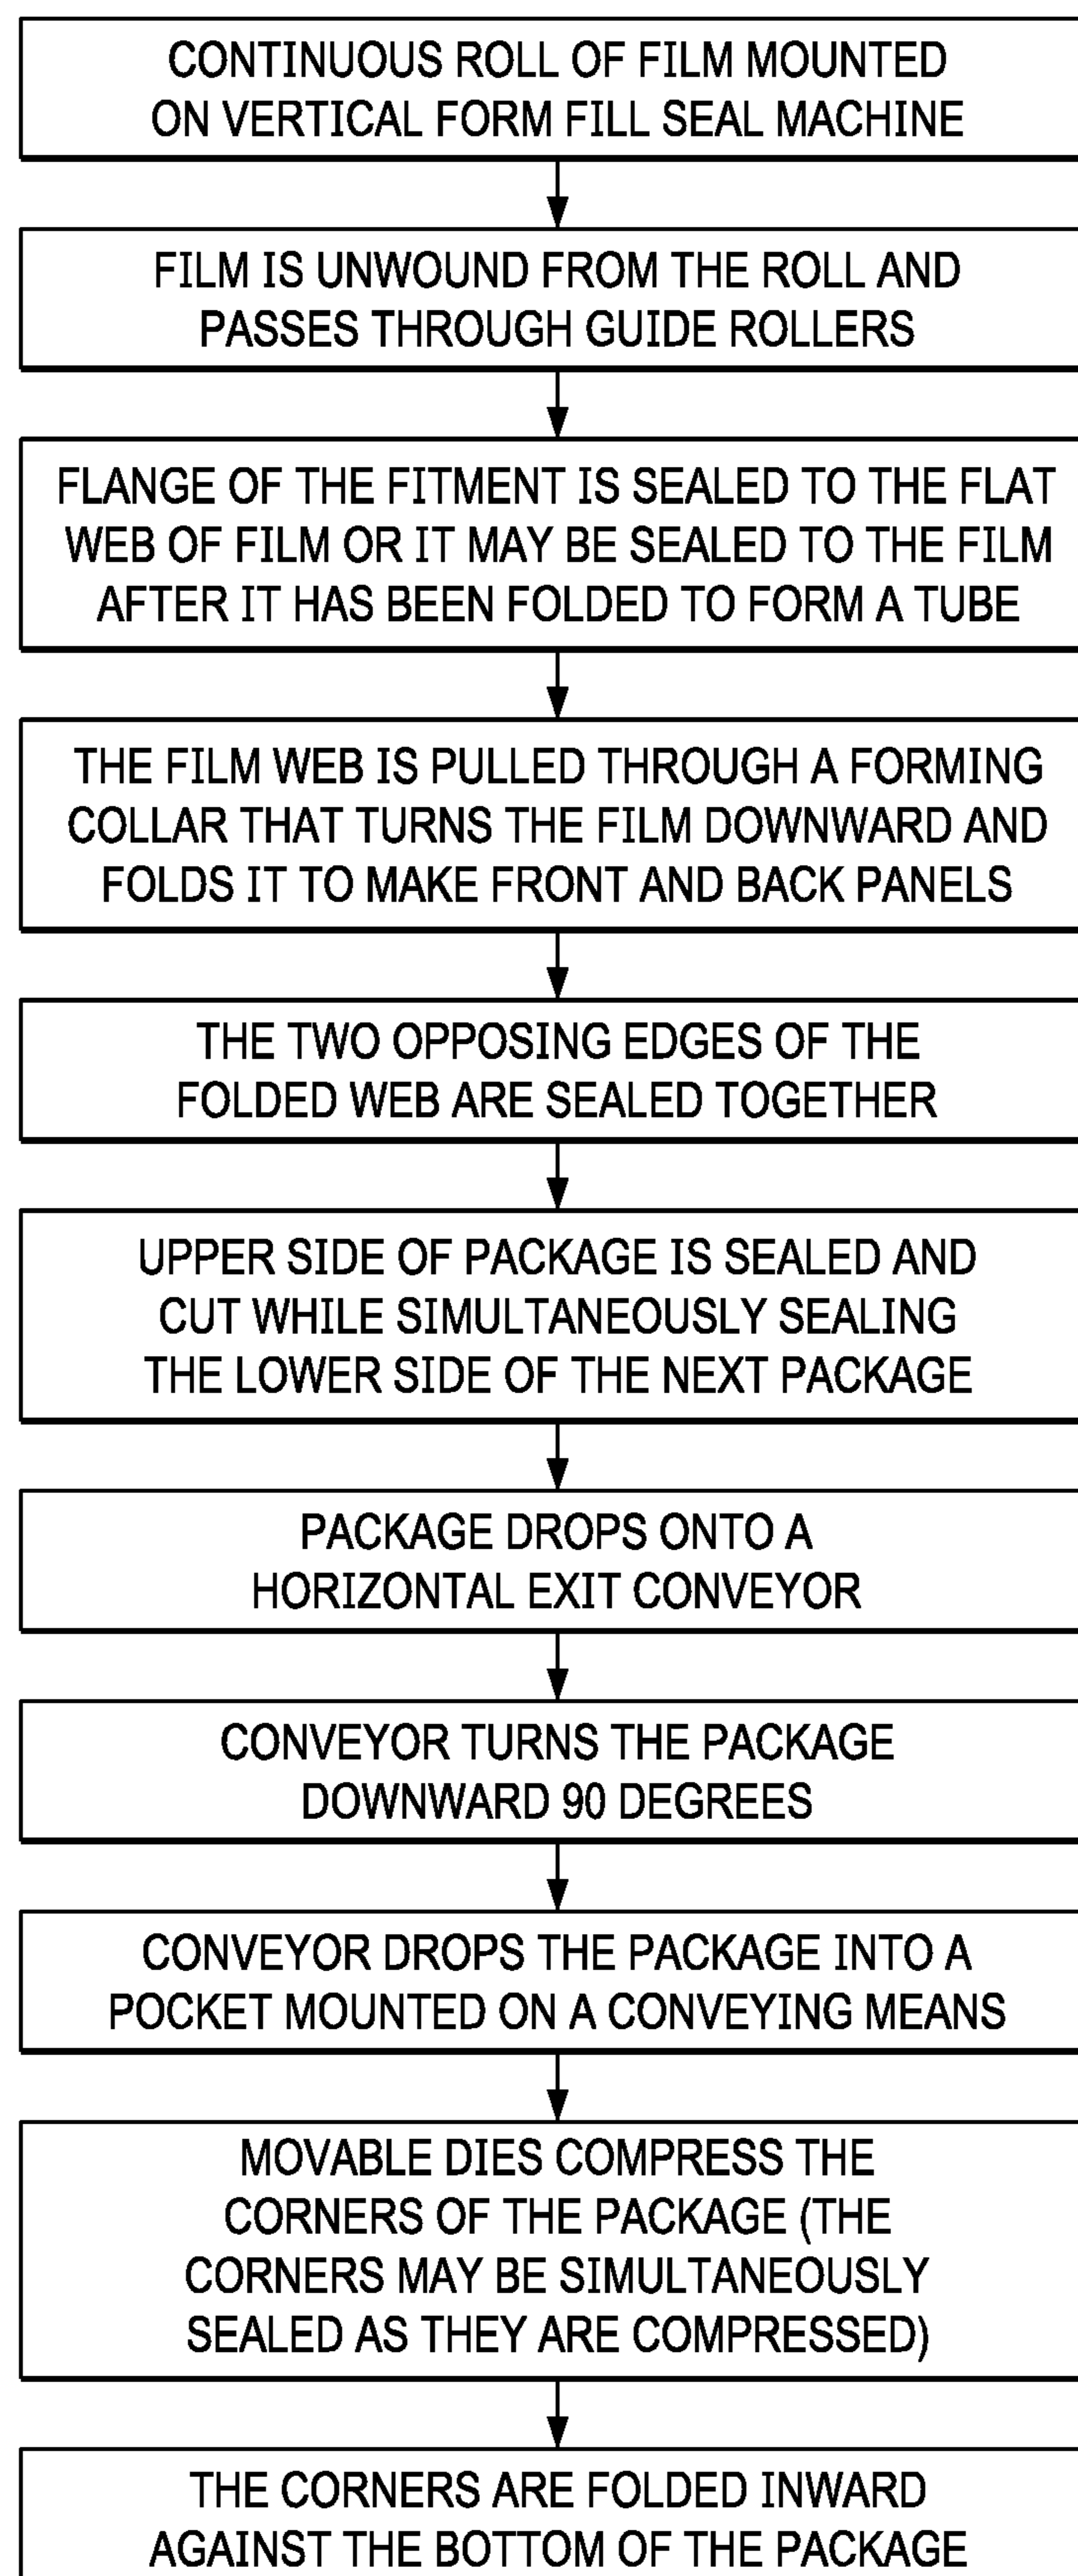 CONTINUOUS ROLL OF FILM MOUNTED
ON VERTICAL FORM FILL SEAL MACHINE
FILM IS UNWOUND FROM THE ROLL AND
PASSES THROUGH GUIDE ROLLERS
FLANGE OF THE FITMENT IS SEALED TO THE FLAT
WEB OF FILM OR IT MAY BE SEALED TO THE FILM
AFTER IT HAS BEEN FOLDED TO FORM A TUBE
THE FILM WEB IS PULLED THROUGH A FORMING
COLLAR THAT TURNS THE FILM DOWNWARD AND
FOLDS IT TO MAKE FRONT AND BACK PANELS
THE TWO OPPOSING EDGES OF THE
FOLDED WEB ARE SEALED TOGETHER
UPPER SIDE OF PACKAGE IS SEALED AND
CUT WHILE SIMULTANEOUSLY SEALING
THE LOWER SIDE OF THE NEXT PACKAGE
PACKAGE DROPS ONTO A
HORIZONTAL EXIT CONVEYOR
CONVEYOR TURNS THE PACKAGE
DOWNWARD 90 DEGREES
CONVEYOR DROPS THE PACKAGE INTO A
POCKET MOUNTED ON A CONVEYING MEANS
MOVABLE DIES COMPRESS THE
CORNERS OF THE PACKAGE (THE
CORNERS MAY BE SIMULTANEOUSLY
SEALED AS THEY ARE COMPRESSED)
THE CORNERS ARE FOLDED INWARD
AGAINST THE BOTTOM OF THE PACKAGE